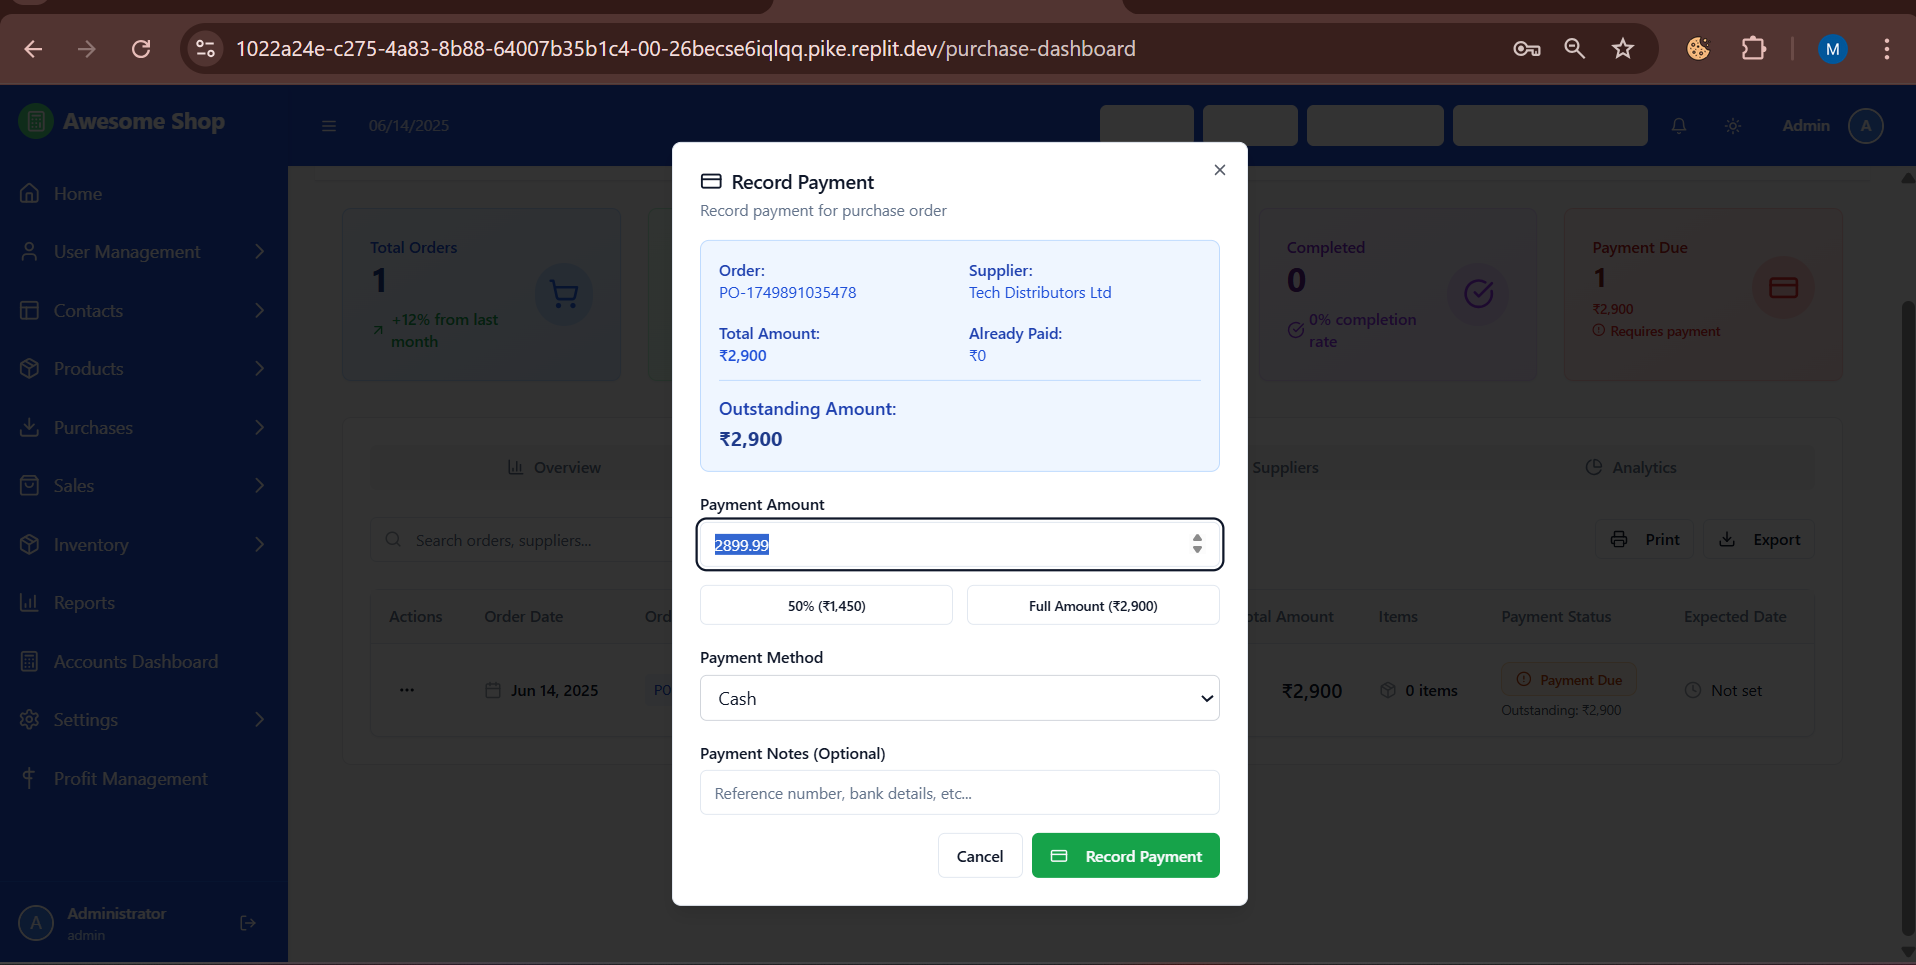 1022a24e-c275-4a83-8b88-64007b35b1c4-00-26becse6iqlqq.pike.replit.dev/purchase-dashboard
M
Awesome Shop
06/14/2025
Admin
A
Home
User Management
Contacts
Products
Purchases
Sales
Inventory
Reports
Accounts Dashboard
Settings
Profit Management
A
Administrator
admin
Total Orders
1
+12% from last
month
Completed
0
0% completion
rate
Payment Due
1
₹2,900
Requires payment
Overview
Suppliers
Analytics
Search orders, suppliers...
Print
Export
Actions
Order Date
Ord
tal Amount
Items
Payment Status
Expected Date
Jun 14, 2025
PO
₹2,900
0 items
Payment Due
Outstanding: ₹2,900
Not set
Record Payment
Record payment for purchase order
Order:
PO-1749891035478
Supplier:
Tech Distributors Ltd
Total Amount:
₹2,900
Already Paid:
₹0
Outstanding Amount:
₹2,900
Payment Amount
2899.99
50% (₹1,450)
Full Amount (₹2,900)
Payment Method
Cash
Payment Notes (Optional)
Reference number, bank details, etc...
Cancel
Record Payment